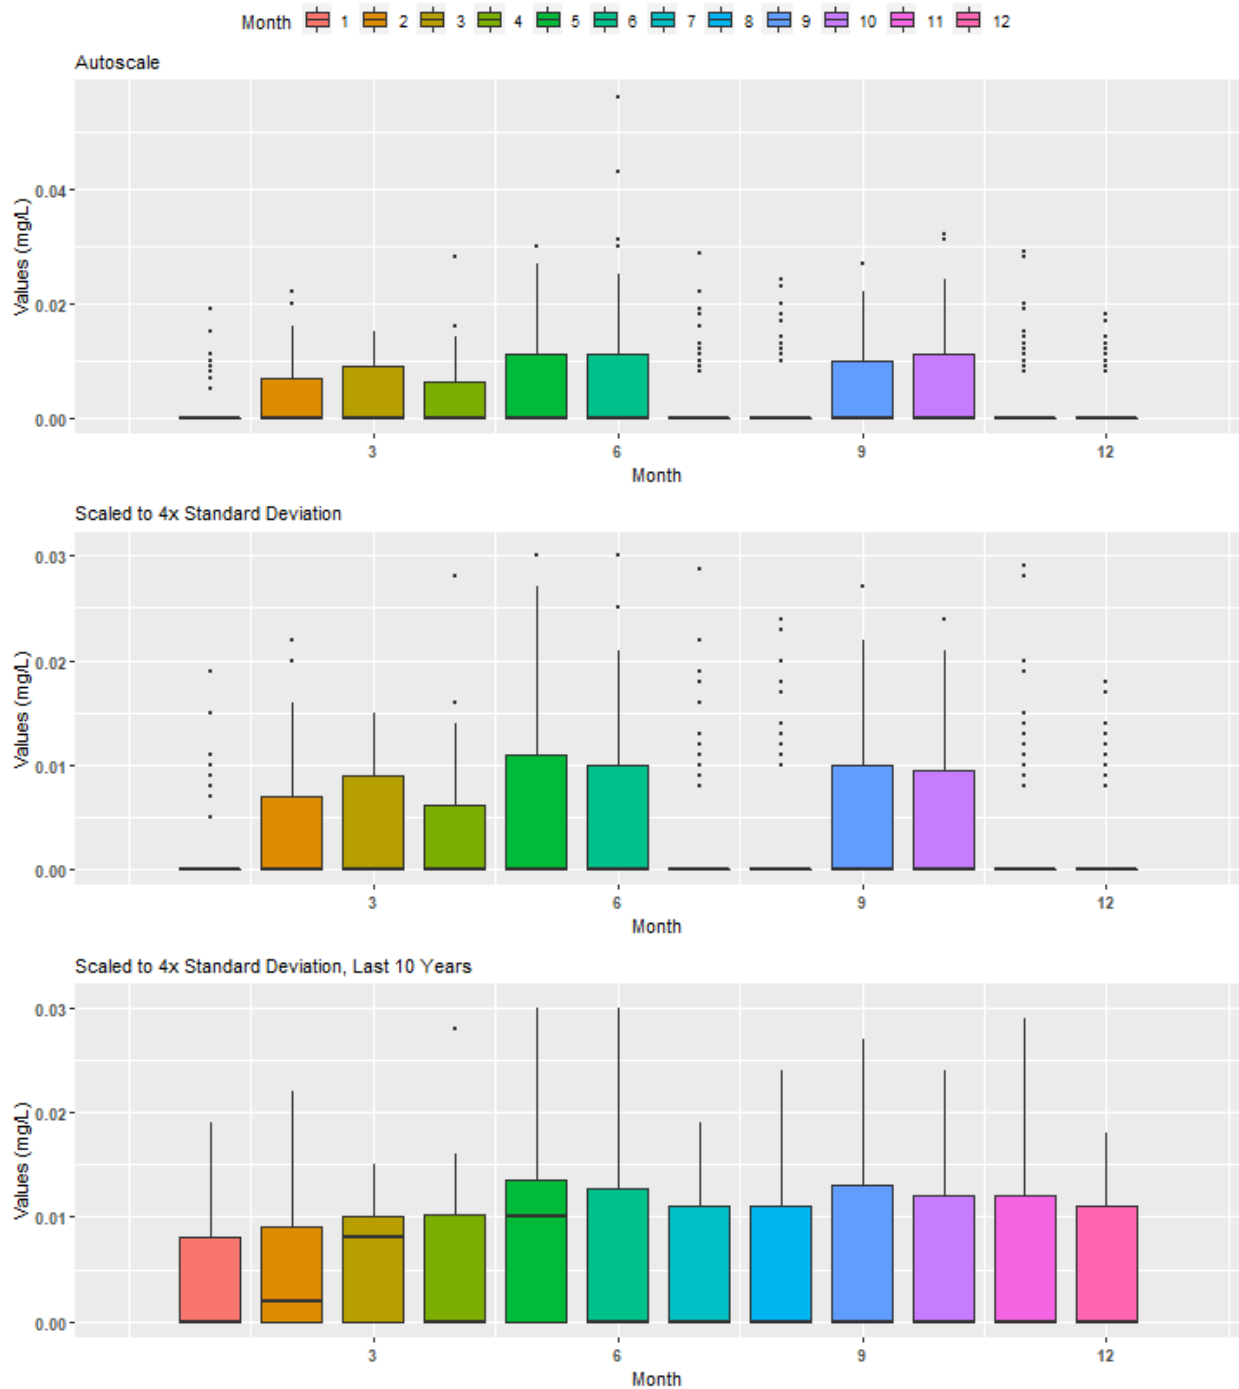 Month 1 2 3 4 5 6 7 8 9 10 11 12
Autoscale
Values (mg/L)
0.04
0.02
0.00
3 6 9 12
Month
Scaled to 4x Standard Deviation
Values (mg/L)
0.03
0.02
0.01
0.00
3 6 9 12
Month
Scaled to 4x Standard Deviation, Last 10 Years
Values (mg/L)
0.03
0.02
0.01
0.00
3 6 9 12
Month